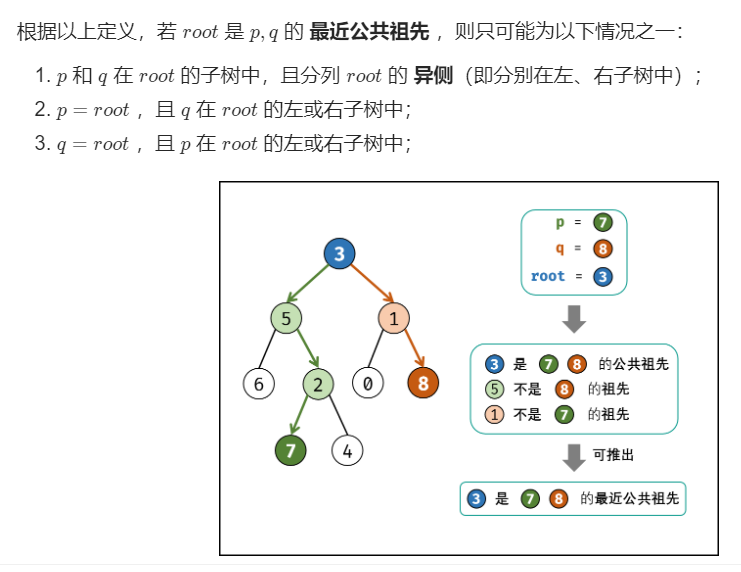 根据以上定义，若 root 是 p, q 的 最近公共祖先 ，则只可能为以下情况之一：
1. p 和 q 在 root 的子树中，且分列 root 的 异侧（即分别在左、右子树中）；
2. p = root ，且 q 在 root 的左或右子树中；
3. q = root ，且 p 在 root 的左或右子树中；
p = 7
q = 8
root = 3
3
5
1
6
2
0
8
7
4
3 是 7 8 的公共祖先
5 不是 8 的祖先
1 不是 7 的祖先
可推出
3 是 7 8 的最近公共祖先